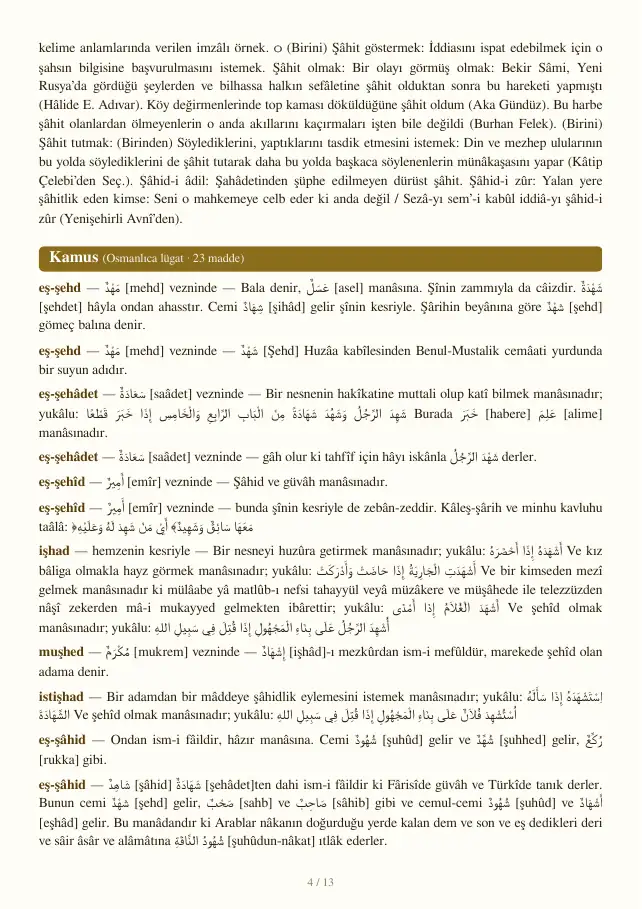 kelime anlamlarında verilen imzâlı örnek. ○ (Birini) Şâhit göstermek: İddiasını ispat edebilmek için o
şahsın bilgisine başvurulmasını istemek. Şâhit olmak: Bir olayı görmüş olmak: Bekir Sâmi, Yeni
Rusya’da gördüğü şeylerden ve bilhassa halkın sefâletine şâhit olduktan sonra bu hareketi yapmıştı
(Hâlide E. Adıvar). Köy değirmenlerinde top kaması döküldüğüne şâhit oldum (Aka Gündüz). Bu harbe
şâhit olanlardan ölmeyenlerin o anda akıllarını kaçırmaları işten bile değildi (Burhan Felek). (Birini)
Şâhit tutmak: (Birinden) Söylediklerini, yaptıklarını tasdik etmesini istemek: Din ve mezhep ulularının
bu yolda söylediklerini de şâhit tutarak daha bu yolda başkaca söylenenlerin münâkaşasını yapar (Kâtip
Çelebi’den Seç.). Şâhid-i âdil: Şahâdetinden şüphe edilmeyen dürüst şâhit. Şâhid-i zûr: Yalan yere
şâhitlik eden kimse: Seni o mahkemeye celb eder ki anda değil / Sezâ-yı sem’-i kabûl iddiâ-yı şâhid-i
zûr (Yenişehirli Avnî’den).
Kamus (Osmanlıca lügat · 23 madde)
eş-şehd — مَهْدٌ [mehd] vezninde — Bala denir, عَسَلٌ [asel] manâsına. Şînin zammıyla da câizdir. شَهْدَةٌ
[şehdet] hâyla ondan ahasstır. Cemi شِهَادٌ [şihâd] gelir şînin kesriyle. Şârihin beyânına göre شَهْدٌ [şehd]
gömeç balına denir.
eş-şehd — مَهْدٌ [mehd] vezninde — شَهْدٌ [Şehd] Huzâa kabîlesinden Benul-Mustalik cemâati yurdunda
bir suyun adıdır.
eş-şehâdet — سَعَادَةٌ [saâdet] vezninde — Bir nesnenin hakîkatine muttali olup katî bilmek manâsınadır;
yukâlu: شَهِدَ الرَّجُلُ وَشَهُدَ شَهَادَةً مِنَ الْبَابِ الرَّابِعِ وَالْخَامِسِ إِذَا خَبَرَ خَبَرَ قَطْعًا Burada خَبَرَ [habere] عَلِمَ [alime]
manâsınadır.
eş-şehâdet — سَعَادَةٌ [saâdet] vezninde — gâh olur ki tahfîf için hâyı iskânla شَهْدَ الرَّجُلُ derler.
eş-şehîd — أَمِيرٌ [emîr] vezninde — Şâhid ve güvâh manâsınadır.
eş-şehîd — أَمِيرٌ [emîr] vezninde — bunda şînin kesriyle de zebân-zeddir. Kâleş-şârih ve minhu kavluhu
taâlâ: ﴿مَعَهَا سَائِقٌ وَشَهِيدٌ﴾ أَيْ مَنْ شَهِدَ لَهُ وَعَلَيْهِ
işhad — hemzenin kesriyle — Bir nesneyi huzûra getirmek manâsınadır; yukâlu: أَشْهَدَهُ إِذَا أَحْضَرَهُ Ve kız
bâliga olmakla hayz görmek manâsınadır; yukâlu: أَشْهَدَتِ الْجَارِيَةُ إِذَا حَاضَتْ وَأَدْرَكَتْ Ve bir kimseden mezî
gelmek manâsınadır ki mülâabe yâ matlûb-ı nefsi tahayyül veyâ müzâkere ve müşâhede ile telezzüzden
nâşî zekerden mâ-i mukayyed gelmekten ibârettir; yukâlu: أَشْهَدَ الْغُلَامُ إِذَا أَمْذَى Ve şehîd olmak
manâsınadır; yukâlu: أُشْهِدَ الرَّجُلُ عَلَى بِنَاءِ الْمَجْهُولِ إِذَا قُتِلَ فِي سَبِيلِ اللهِ
muşhed — مُكْرَمٌ [mukrem] vezninde — إِشْهَادٌ [işhâd]-ı mezkûrdan ism-i mefûldür, marekede şehîd olan
adama denir.
istişhad — Bir adamdan bir mâddeye şâhidlik eylemesini istemek manâsınadır; yukâlu: اِسْتَشْهَدَهُ إِذَا سَأَلَهُ
الشَّهَادَةَ Ve şehîd olmak manâsınadır; yukâlu: اُسْتُشْهِدَ فُلَانٌ عَلَى بِنَاءِ الْمَجْهُولِ إِذَا قُتِلَ فِي سَبِيلِ اللهِ
eş-şâhid — Ondan ism-i fâildir, hâzır manâsına. Cemi شُهُودٌ [şuhûd] gelir ve شُهَّدٌ [şuhhed] gelir, رُكَّعٌ
[rukka] gibi.
eş-şâhid — شَاهِدٌ [şâhid] شَهَادَةٌ [şehâdet]ten dahi ism-i fâildir ki Fârisîde güvâh ve Türkîde tanık derler.
Bunun cemi شَهْدٌ [şehd] gelir, صَحْبٌ [sahb] ve صَاحِبٌ [sâhib] gibi ve cemul-cemi شُهُودٌ [şuhûd] ve أَشْهَادٌ
[eşhâd] gelir. Bu manâdandır ki Arablar nâkanın doğurduğu yerde kalan dem ve son ve eş dedikleri deri
ve sâir âsâr ve alâmâtına شُهُودُ النَّاقَةِ [şuhûdun-nâkat] ıtlâk ederler.
4 / 13